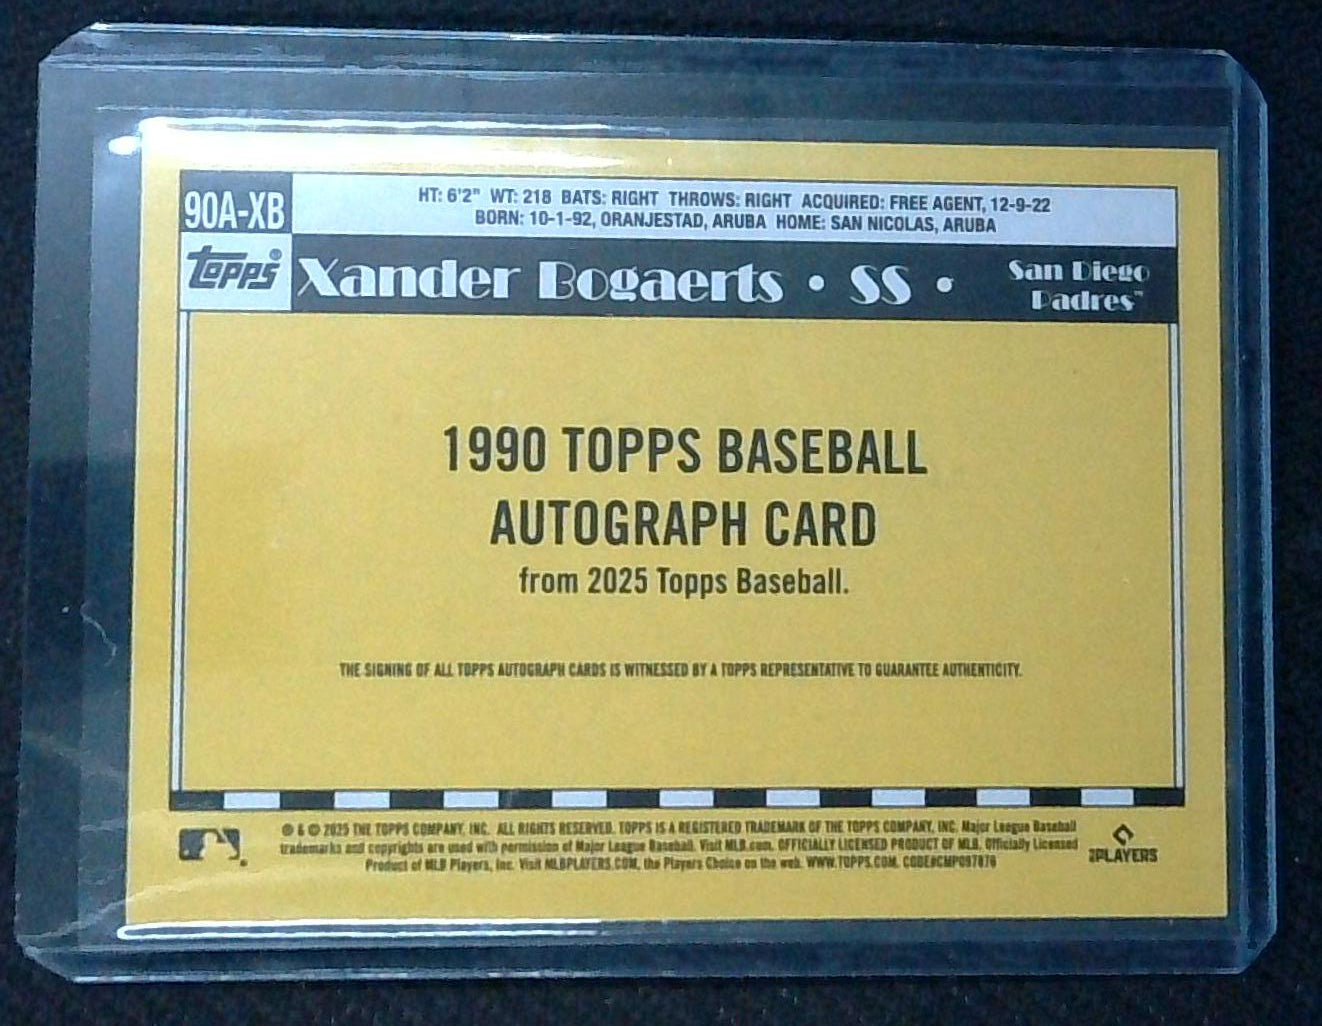 90A-XB
HT: 6'2" WT: 218 BATS: RIGHT THROWS: RIGHT ACQUIRED: FREE AGENT, 12-9-22
BORN: 10-1-92, ORANJESTAD, ARUBA HOME: SAN NICOLAS, ARUBA
Topps®
Xander Bogaerts • SS •
San Diego
Padres™
1990 TOPPS BASEBALL
AUTOGRAPH CARD
from 2025 Topps Baseball.
THE SIGNING OF ALL TOPPS AUTOGRAPH CARDS IS WITNESSED BY A TOPPS REPRESENTATIVE TO GUARANTEE AUTHENTICITY.
® & © 2025 THE TOPPS COMPANY, INC. ALL RIGHTS RESERVED. TOPPS IS A REGISTERED TRADEMARK OF THE TOPPS COMPANY, INC. Major League Baseball
trademarks and copyrights are used with permission of Major League Baseball. Visit MLB.com. OFFICIALLY LICENSED PRODUCT OF MLB. Officially Licensed
Product of MLB Players, Inc. Visit MLBPLAYERS.COM, the Players Choice on the web. WWW.TOPPS.COM. CODE#CMP097876
PLAYERS